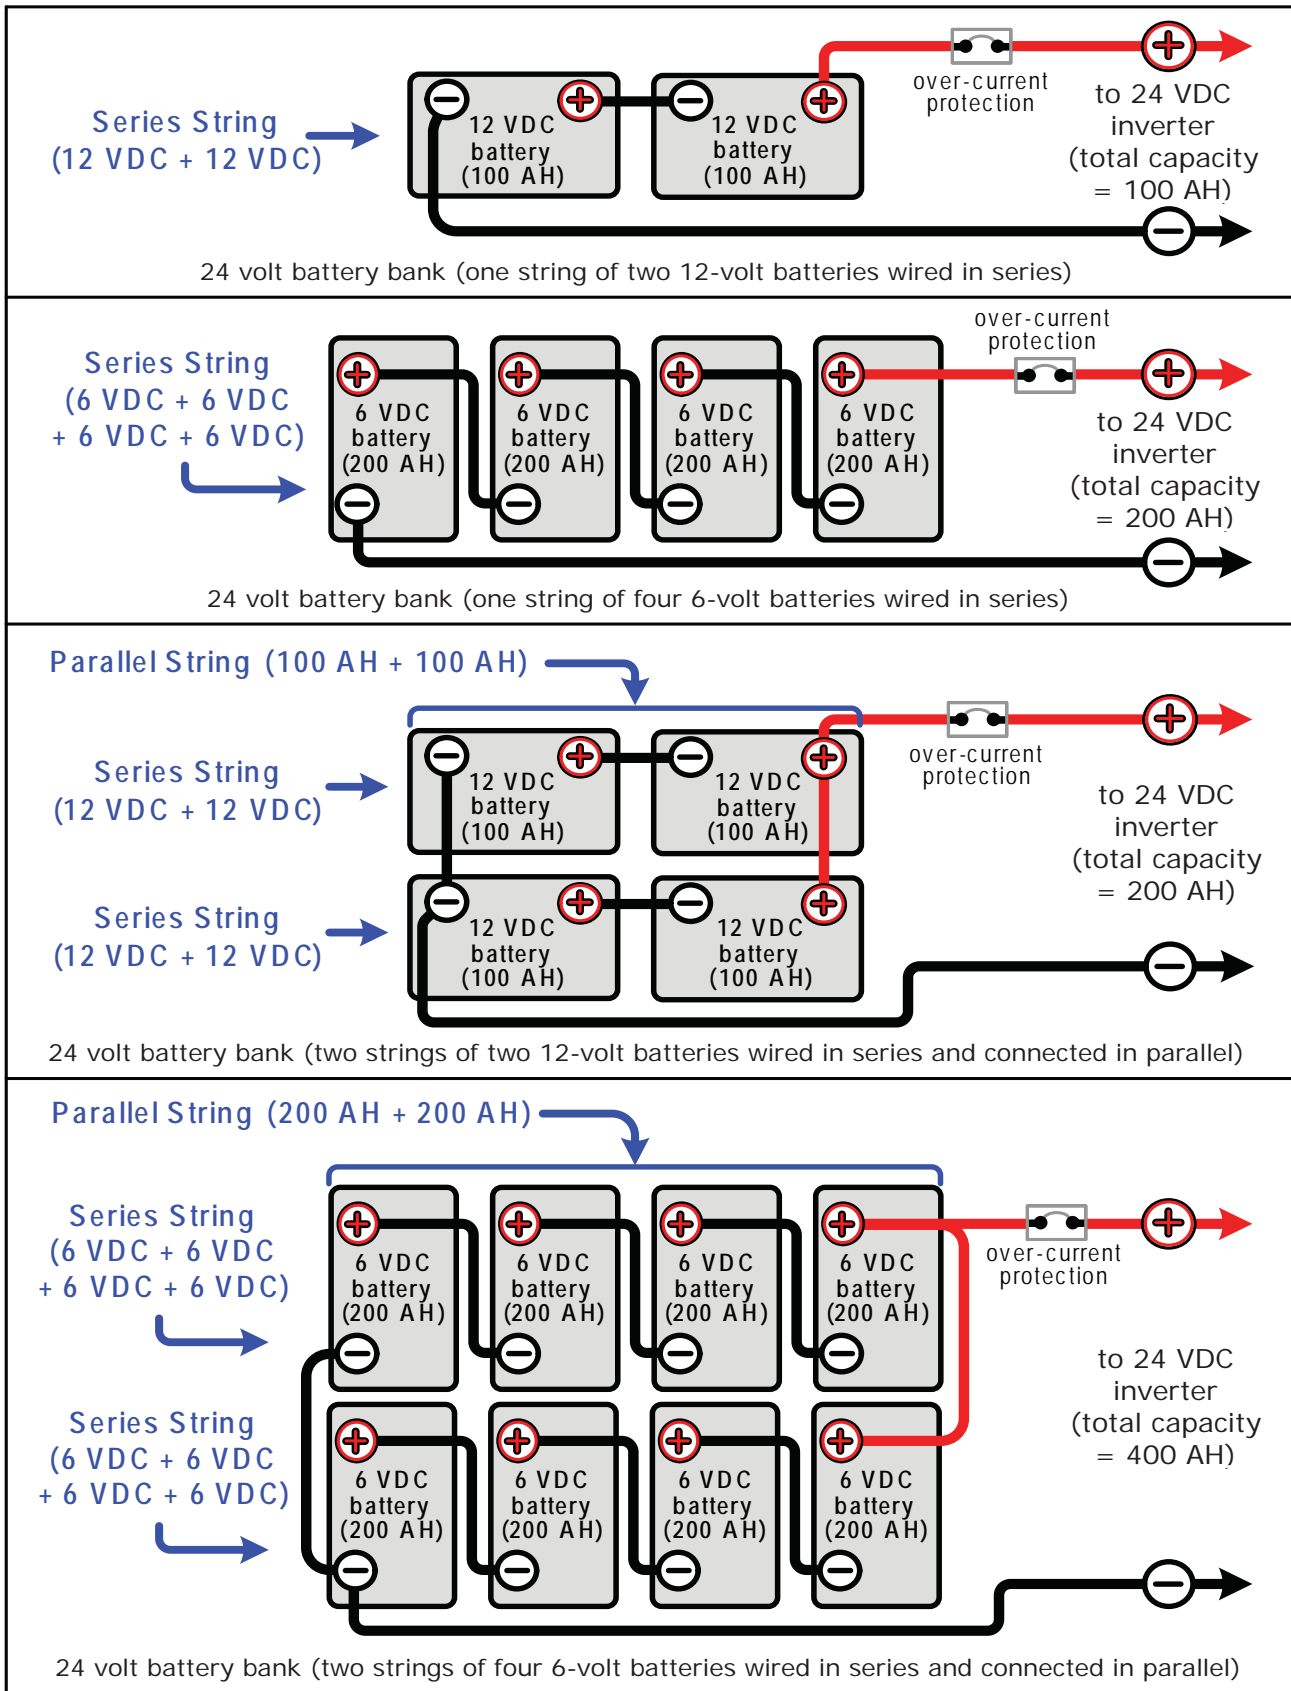 over-current
protection
to 24 VDC
inverter
(total capacity
= 100 AH)
Series String
(12 VDC + 12 VDC)
12 VDC
battery
(100 AH)
12 VDC
battery
(100 AH)
24 volt battery bank (one string of two 12-volt batteries wired in series)
over-current
protection
Series String
(6 VDC + 6 VDC
+ 6 VDC + 6 VDC)
6 VDC
battery
(200 AH)
6 VDC
battery
(200 AH)
6 VDC
battery
(200 AH)
6 VDC
battery
(200 AH)
to 24 VDC
inverter
(total capacity
= 200 AH)
24 volt battery bank (one string of four 6-volt batteries wired in series)
Parallel String (100 AH + 100 AH)
over-current
protection
Series String
(12 VDC + 12 VDC)
12 VDC
battery
(100 AH)
12 VDC
battery
(100 AH)
to 24 VDC
inverter
(total capacity
= 200 AH)
Series String
(12 VDC + 12 VDC)
12 VDC
battery
(100 AH)
12 VDC
battery
(100 AH)
24 volt battery bank (two strings of two 12-volt batteries wired in series and connected in parallel)
Parallel String (200 AH + 200 AH)
Series String
(6 VDC + 6 VDC
+ 6 VDC + 6 VDC)
6 VDC
battery
(200 AH)
6 VDC
battery
(200 AH)
6 VDC
battery
(200 AH)
6 VDC
battery
(200 AH)
over-current
protection
to 24 VDC
inverter
(total capacity
= 400 AH)
Series String
(6 VDC + 6 VDC
+ 6 VDC + 6 VDC)
6 VDC
battery
(200 AH)
6 VDC
battery
(200 AH)
6 VDC
battery
(200 AH)
6 VDC
battery
(200 AH)
24 volt battery bank (two strings of four 6-volt batteries wired in series and connected in parallel)